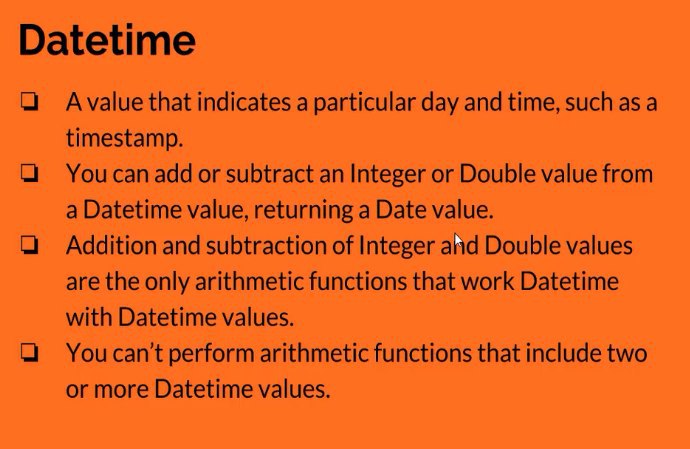 Datetime
❏ A value that indicates a particular day and time, such as a
timestamp.
❏ You can add or subtract an Integer or Double value from
a Datetime value, returning a Date value.
❏ Addition and subtraction of Integer and Double values
are the only arithmetic functions that work Datetime
with Datetime values.
❏ You can’t perform arithmetic functions that include two
or more Datetime values.